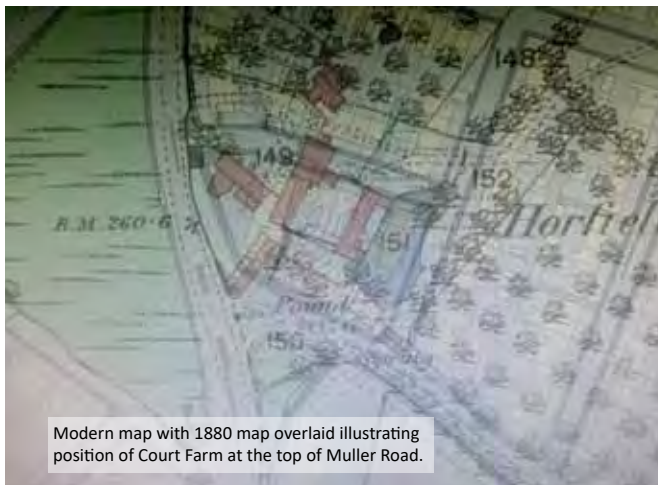 148
149
152
B.M. 260·6
Horfiel
151
Pound
150
Modern map with 1880 map overlaid illustrating
position of Court Farm at the top of Muller Road.